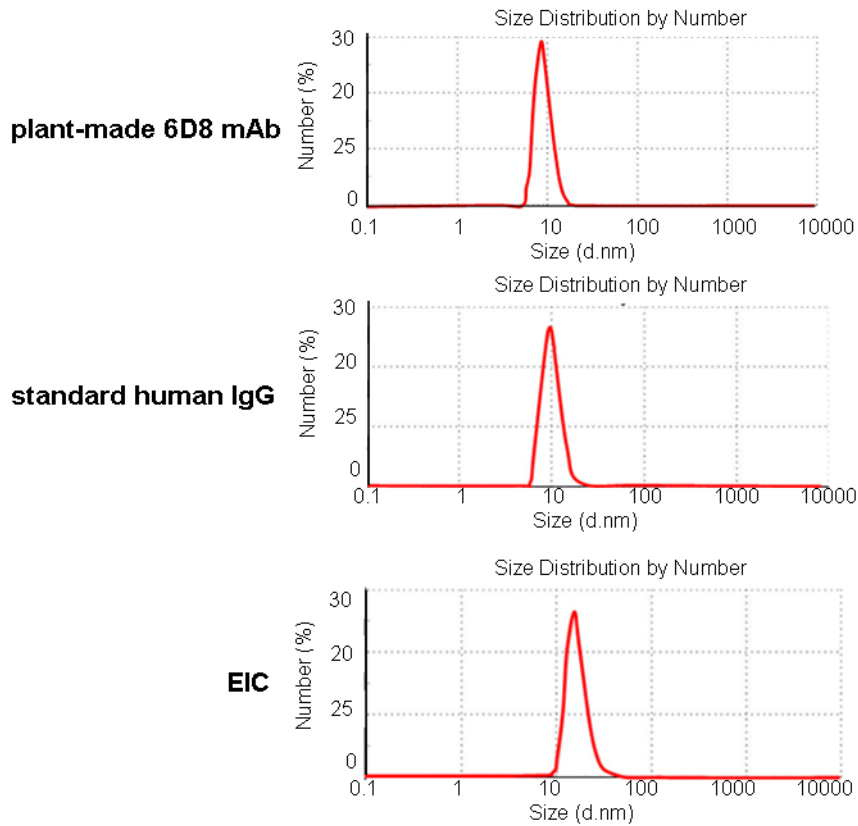 Size Distribution by Number
30
20
25
0
Number (%)
plant-made 6D8 mAb
0.1 1 10 100 1000 10000
Size (d.nm)
Size Distribution by Number
30
20
25
0
Number (%)
standard human IgG
0.1 1 10 100 1000 10000
Size (d.nm)
Size Distribution by Number
30
20
25
0
Number (%)
EIC
0.1 1 10 100 1000 10000
Size (d.nm)